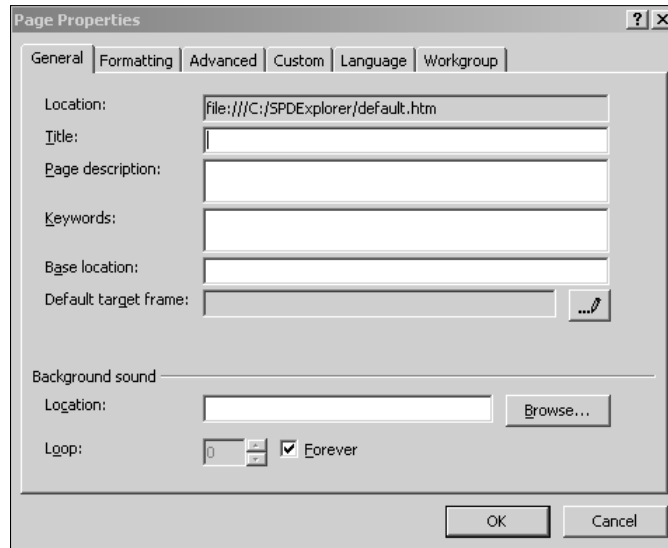 Page Properties
General Formatting Advanced Custom Language Workgroup
Location: file:///C:/SPDExplorer/default.htm
Title:
Page description:
Keywords:
Base location:
Default target frame: ...
Background sound
Location: Browse...
Loop: 0 Forever
OK Cancel